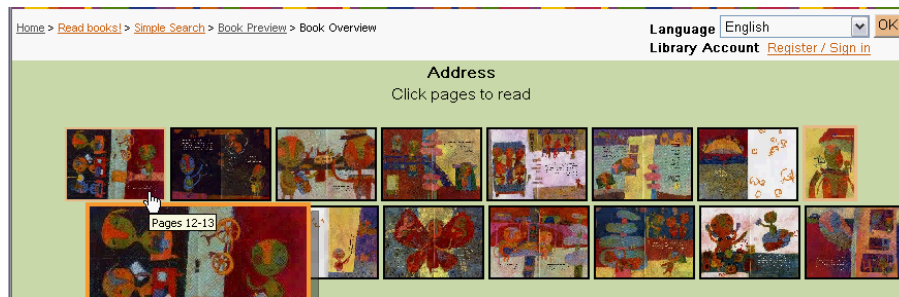 Home > Read books! > Simple Search > Book Preview > Book Overview
Language English OK
Library Account Register / Sign in
Address
Click pages to read
Pages 12-13